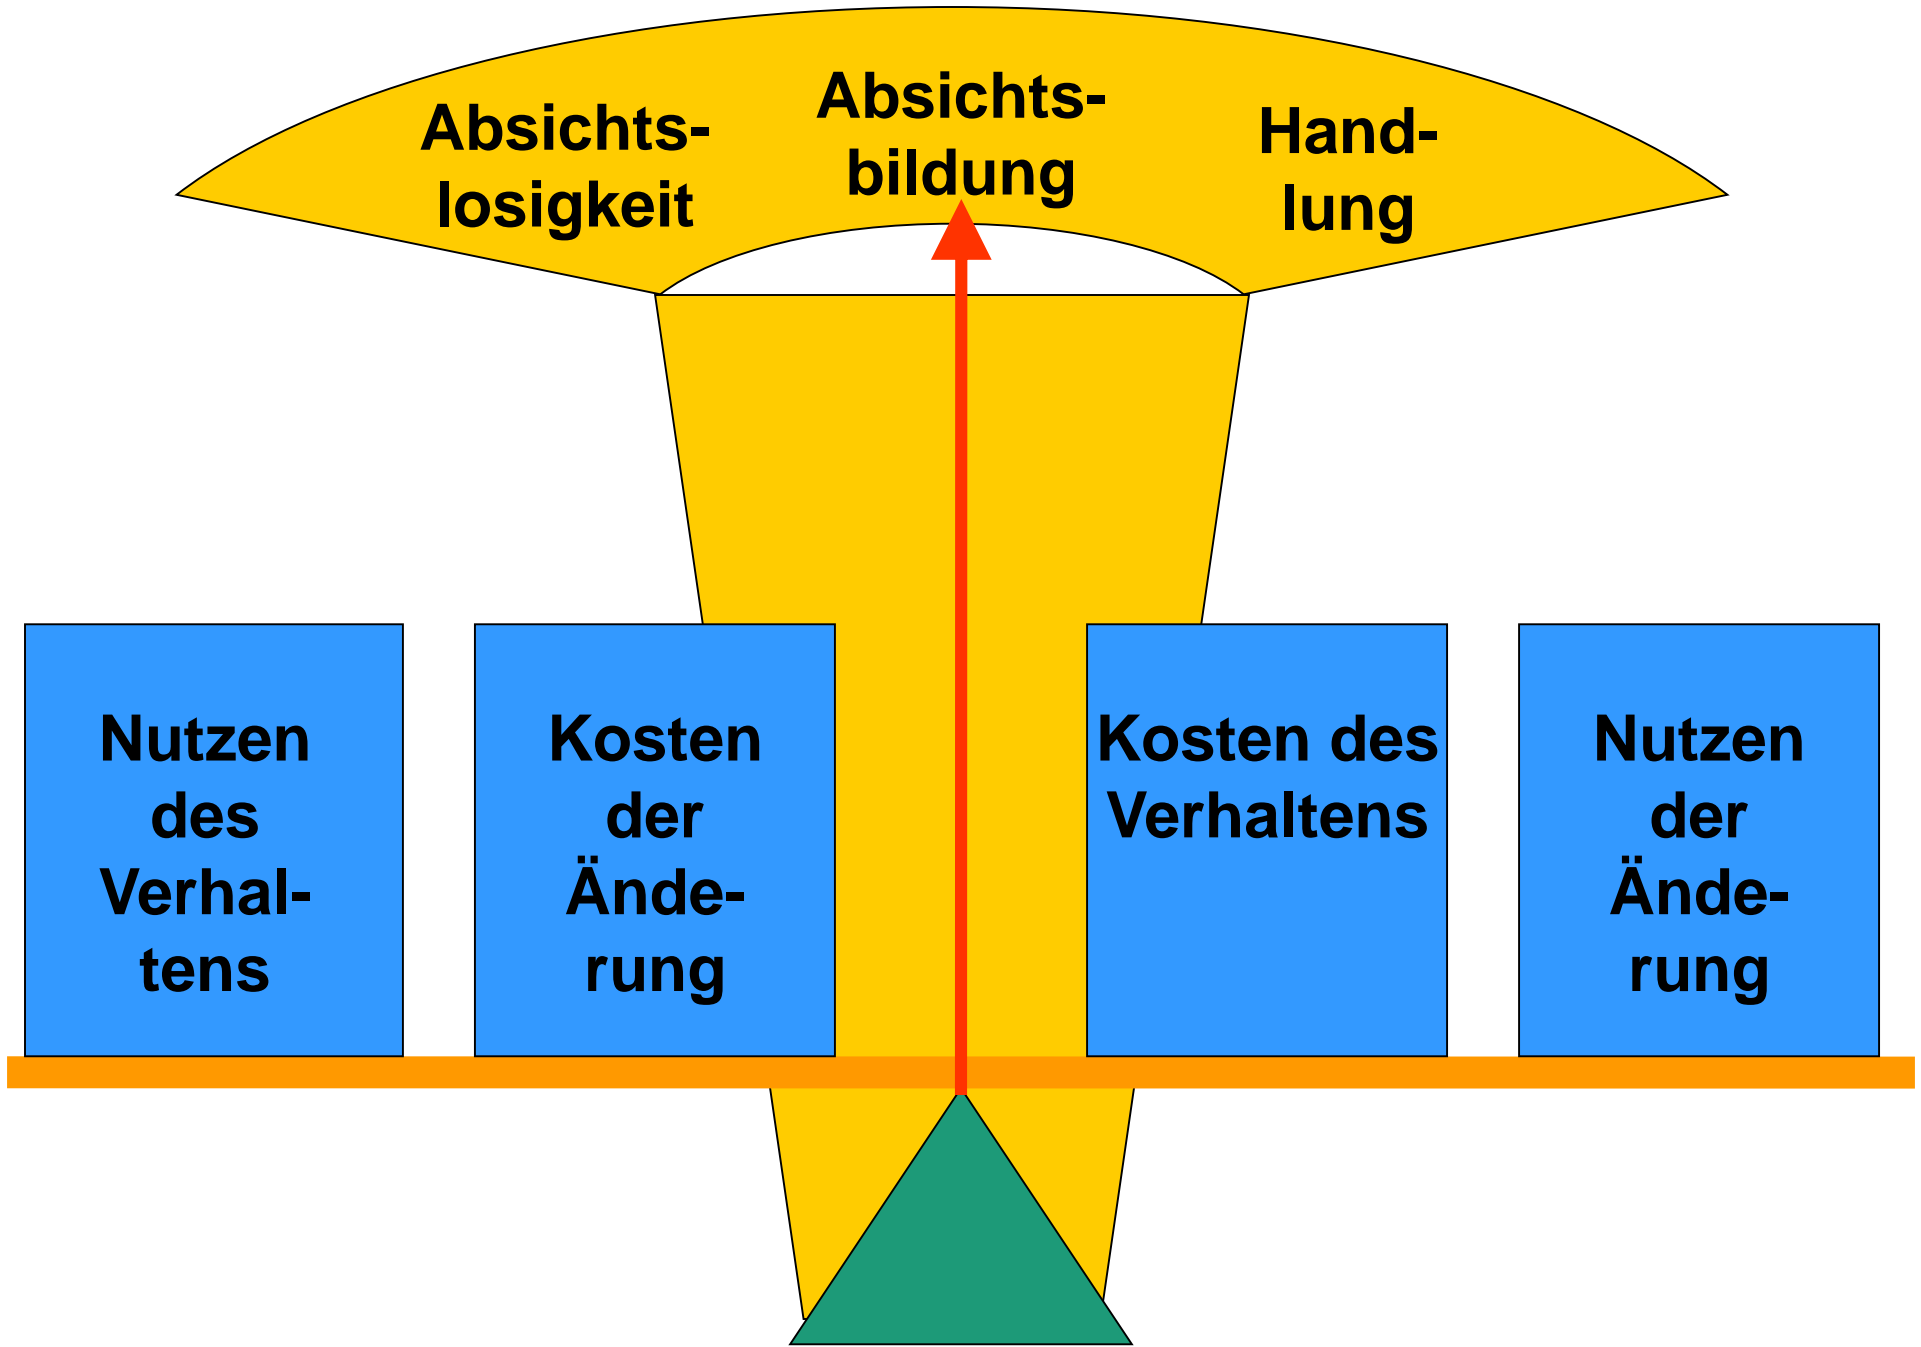 Absichts-
losigkeit
Absichts-
bildung
Hand-
lung
Nutzen
des
Verhal-
tens
Kosten
der
Ände-
rung
Kosten des
Verhaltens
Nutzen
der
Ände-
rung